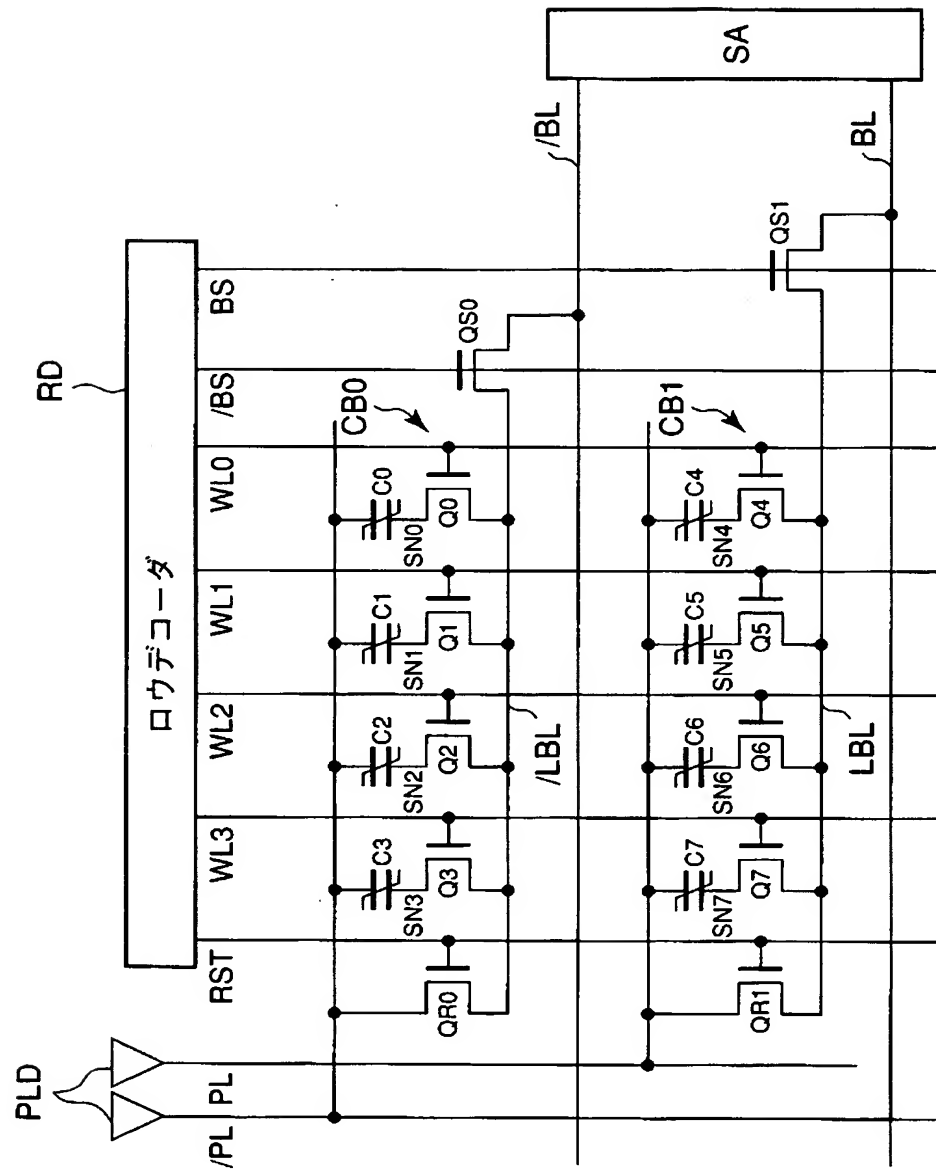 RD
ロウデコーダ
PLD
/PL
PL
RST
WL3
WL2
WL1
WL0
/BS
BS
CB0
C3
C2
C1
C0
SN3
SN2
SN1
SN0
QR0
Q3
Q2
Q1
Q0
QS0
/LBL
/BL
SA
CB1
C7
C6
C5
C4
SN7
SN6
SN5
SN4
QR1
Q7
Q6
Q5
Q4
QS1
LBL
BL